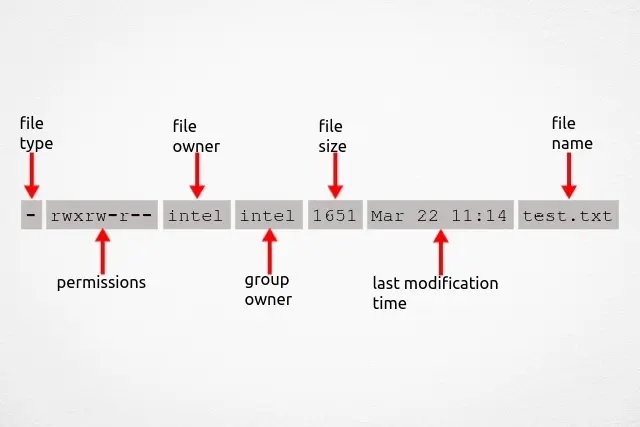 file
type
file
owner
file
size
file
name
- rwxrw-r-- intel intel 1651 Mar 22 11:14 test.txt
permissions
group
owner
last modification
time